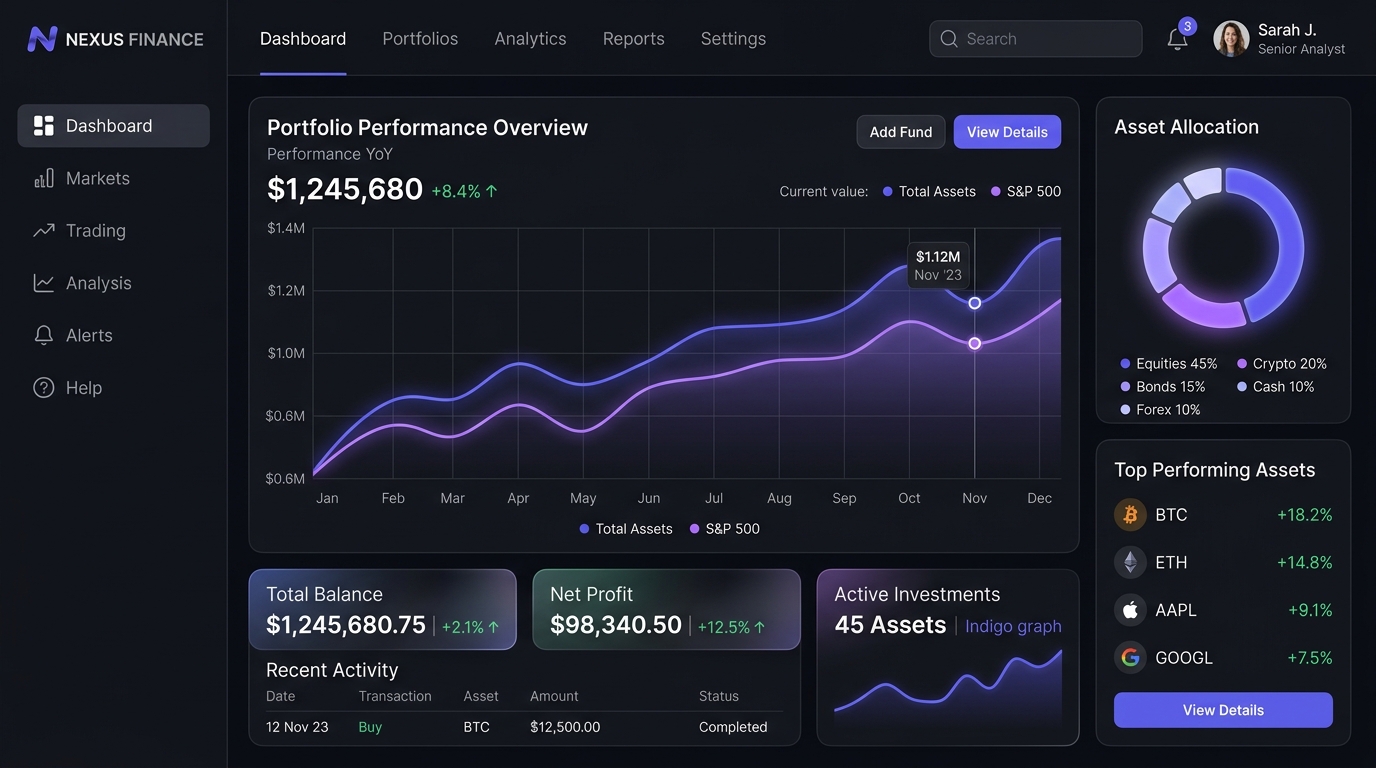 NEXUS FINANCE
Dashboard Portfolios Analytics Reports Settings
Search
3
Sarah J.
Senior Analyst
Dashboard
Markets
Trading
Analysis
Alerts
Help
Portfolio Performance Overview
Performance YoY
$1,245,680 +8.4% ↑
Add Fund View Details
Current value: Total Assets S&P 500
$1.4M
$1.2M
$1.0M
$0.6M
$0.6M
$1.12M
Nov '23
Jan Feb Mar Apr May Jun Jul Aug Sep Oct Nov Dec
Total Assets S&P 500
Asset Allocation
Equities 45% Crypto 20%
Bonds 15% Cash 10%
Forex 10%
Total Balance
$1,245,680.75 | +2.1% ↑
Net Profit
$98,340.50 | +12.5% ↑
Recent Activity
Date Transaction Asset Amount Status
12 Nov 23 Buy BTC $12,500.00 Completed
Active Investments
45 Assets | Indigo graph
Top Performing Assets
BTC +18.2%
ETH +14.8%
AAPL +9.1%
GOOGL +7.5%
View Details